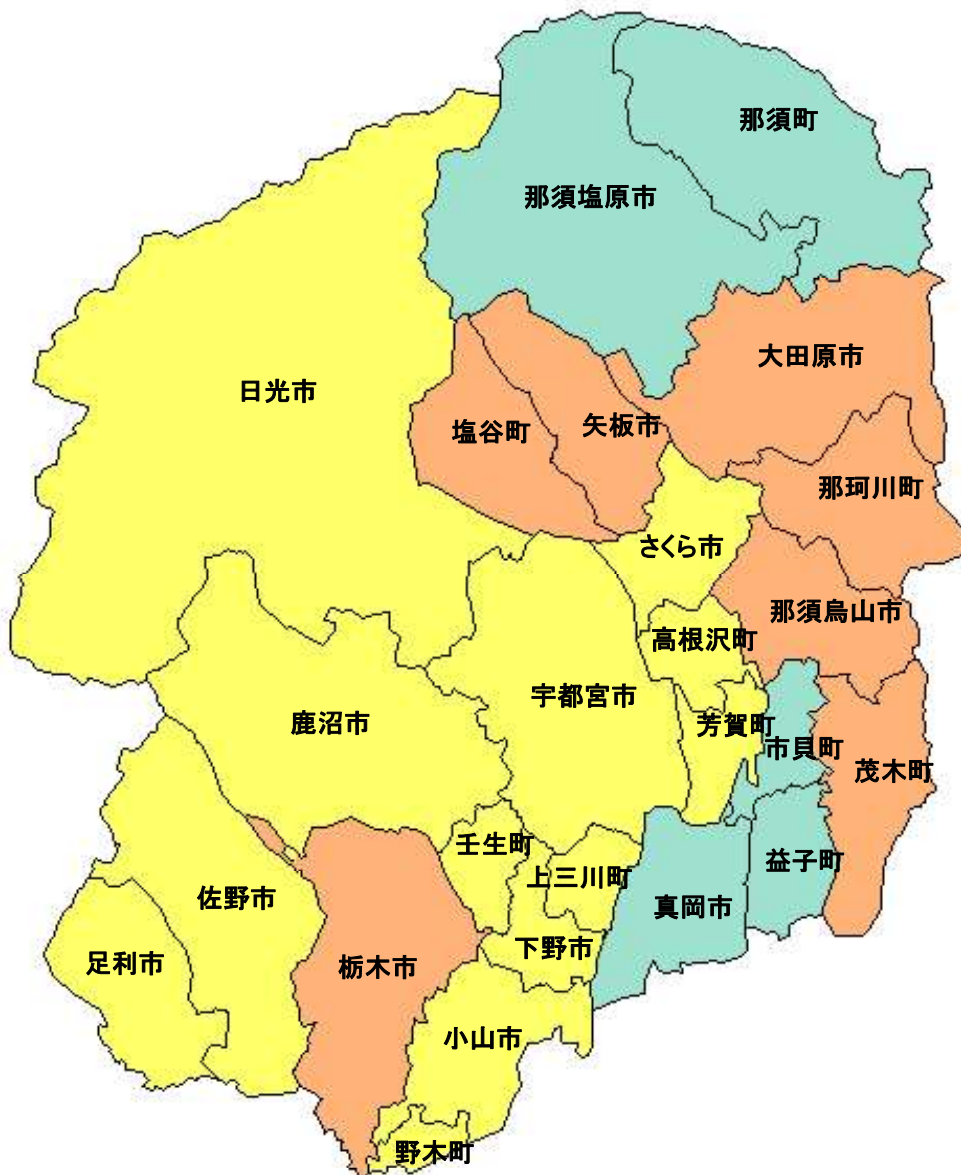 那須町
那須塩原市
大田原市
日光市
塩谷町
矢板市
那珂川町
さくら市
那須烏山市
高根沢町
宇都宮市
鹿沼市
芳賀町
市貝町
茂木町
壬生町
益子町
上三川町
佐野市
真岡市
下野市
足利市
栃木市
小山市
野木町